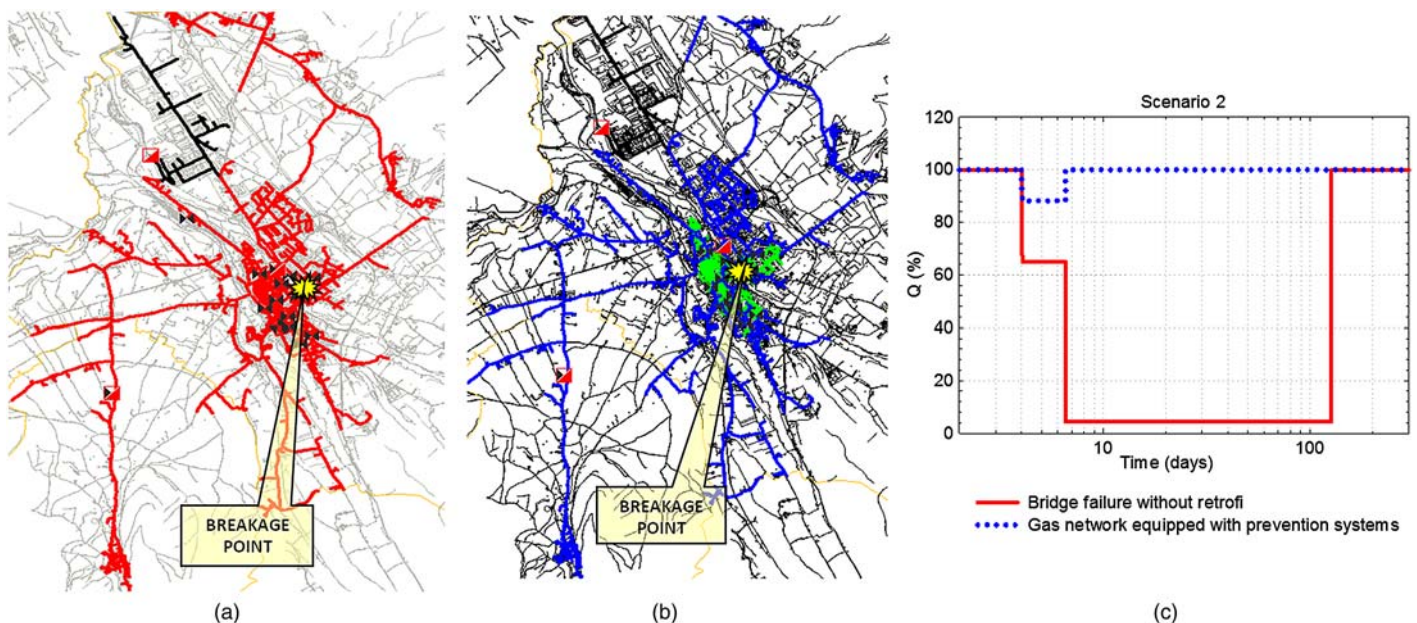 BREAKAGE
POINT
(a)
BREAKAGE
POINT
(b)
Scenario 2
120
100
80
60
40
20
0
Q (%)
10
100
Time (days)
Bridge failure without retrofi
Gas network equipped with prevention systems
(c)